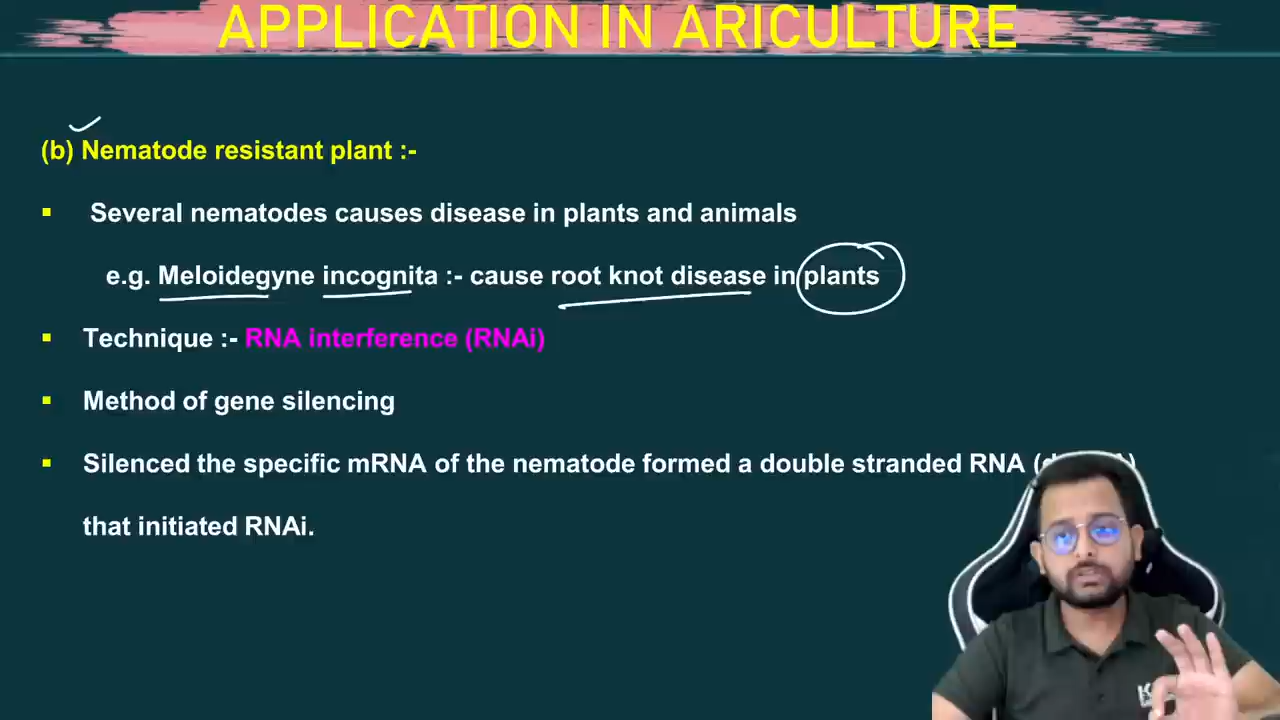 APPLICATION IN ARICULTURE
(b) Nematode resistant plant :-
Several nematodes causes disease in plants and animals
e.g. Meloidegyne incognita :- cause root knot disease in plants
Technique :- RNA interference (RNAi)
Method of gene silencing
Silenced the specific mRNA of the nematode formed a double stranded RNA
that initiated RNAi.